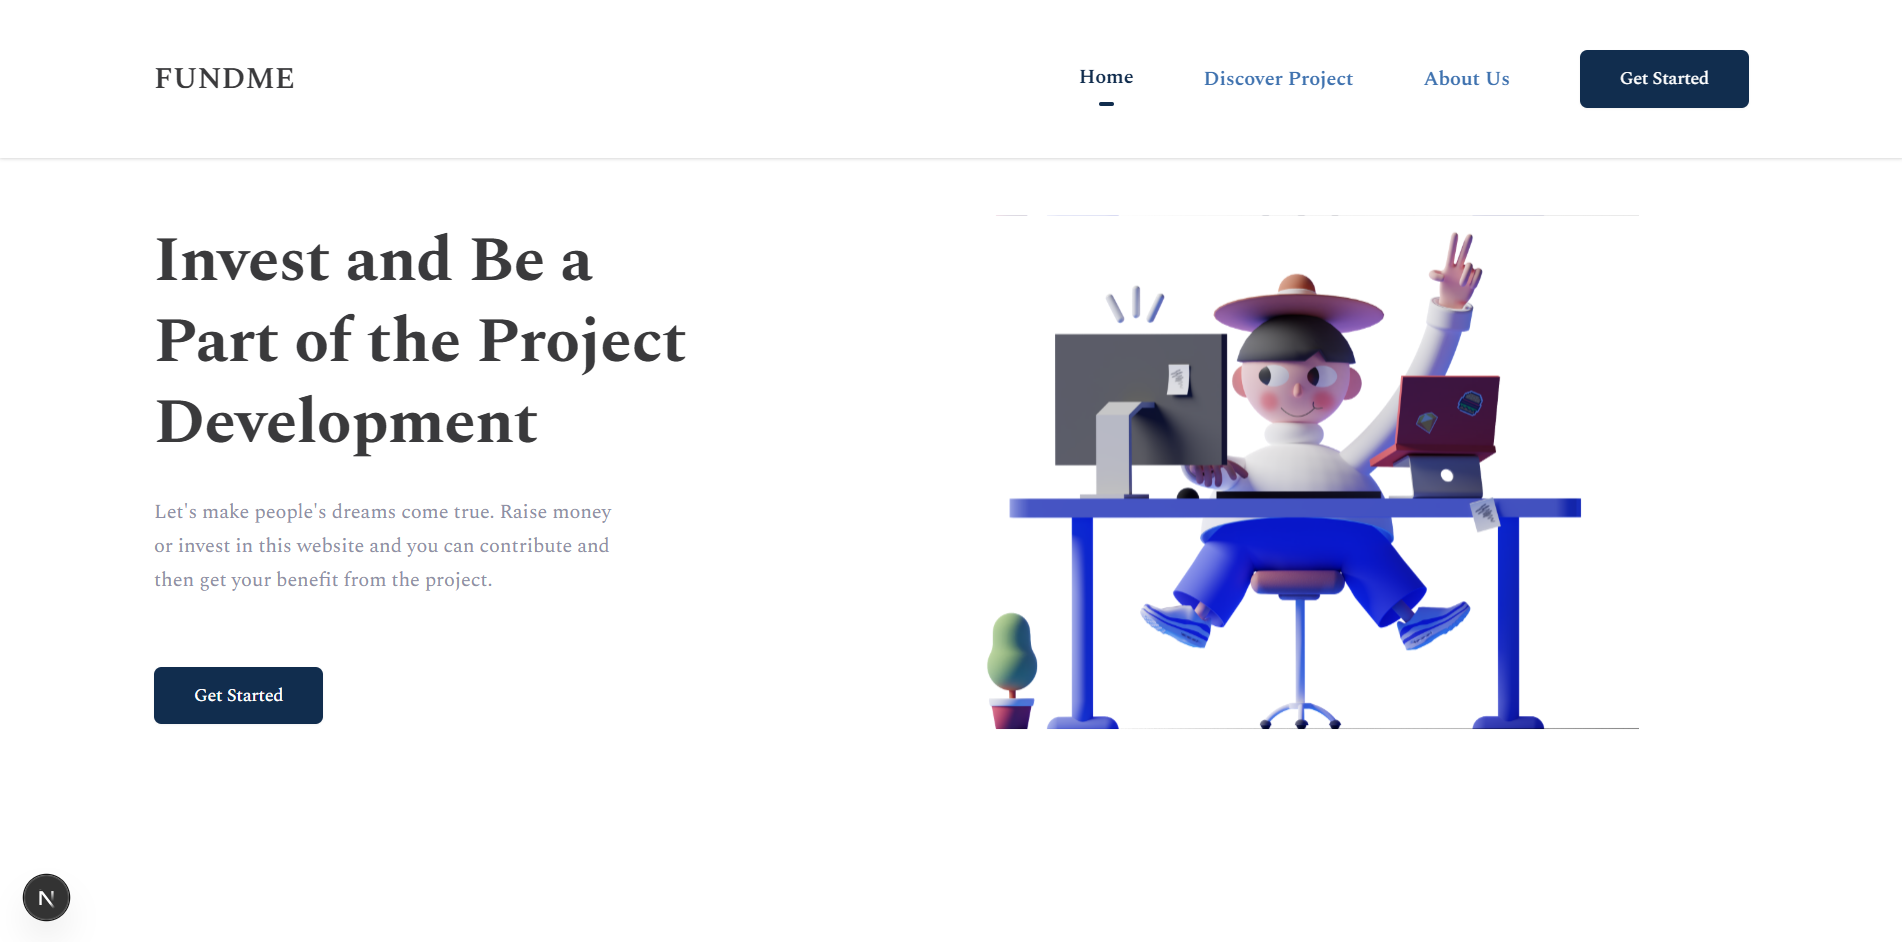 FUNDME
Home
Discover Project
About Us
Get Started
Invest and Be a
Part of the Project
Development
Let's make people's dreams come true. Raise money
or invest in this website and you can contribute and
then get your benefit from the project.
Get Started
N